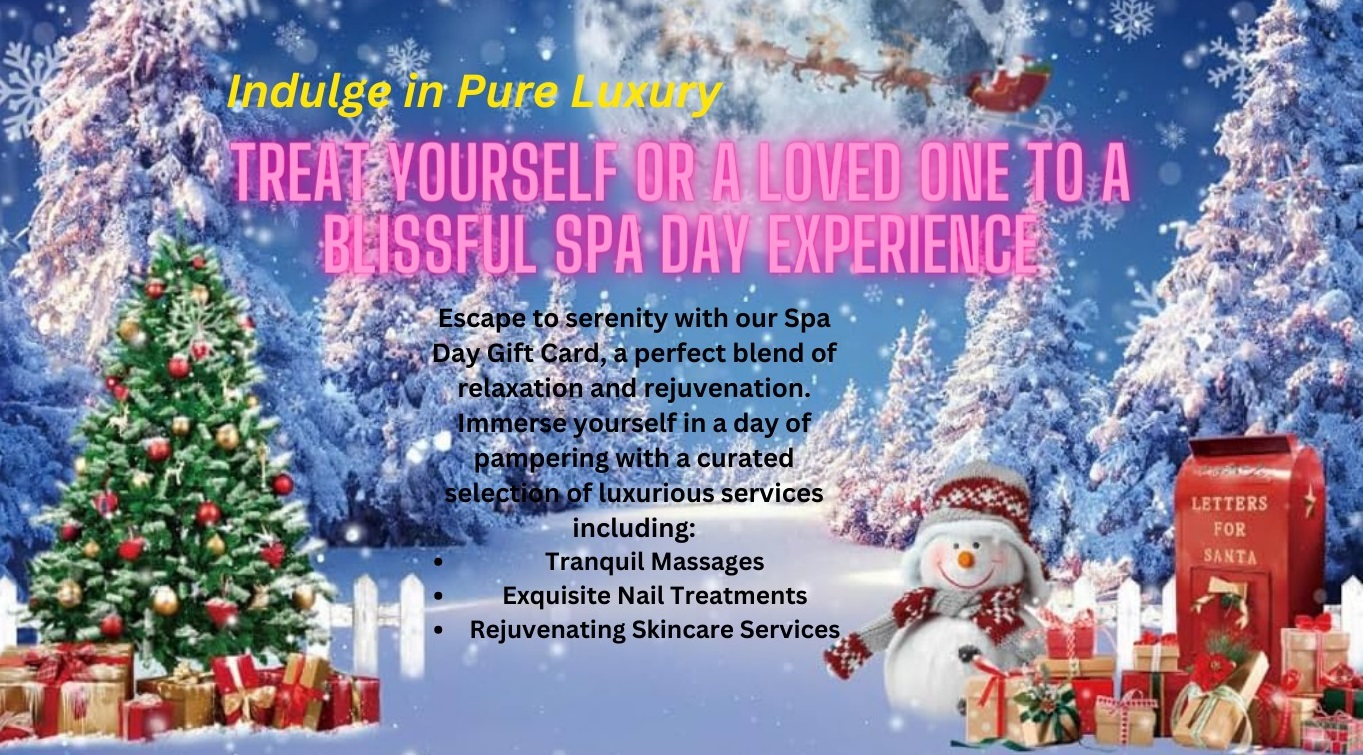 Indulge in Pure Luxury
TREAT YOURSELF OR A LOVED ONE TO A
BLISSFUL SPA DAY EXPERIENCE
Escape to serenity with our Spa
Day Gift Card, a perfect blend of
relaxation and rejuvenation.
Immerse yourself in a day of
pampering with a curated
selection of luxurious services
including:
• Tranquil Massages
• Exquisite Nail Treatments
• Rejuvenating Skincare Services
LETTERS
FOR
SANTA